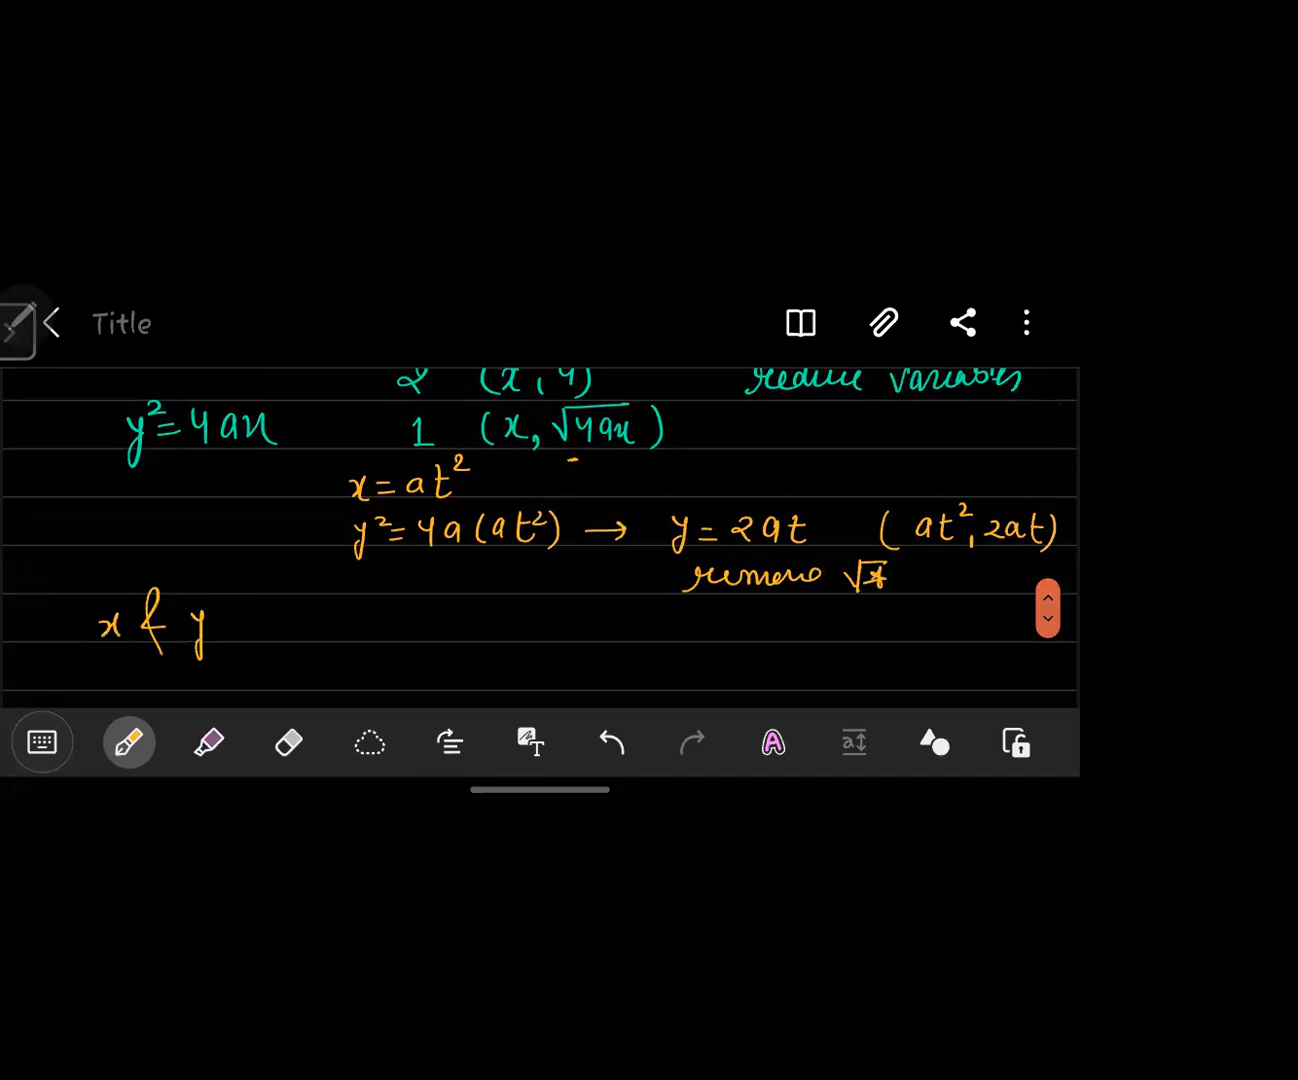 Title
2 (x, y) reduce variables
y² = 4ax 1 (x, √4ax)
x = at²
y² = 4a(at²) → y = 2at (at², 2at)
remove √
x & y